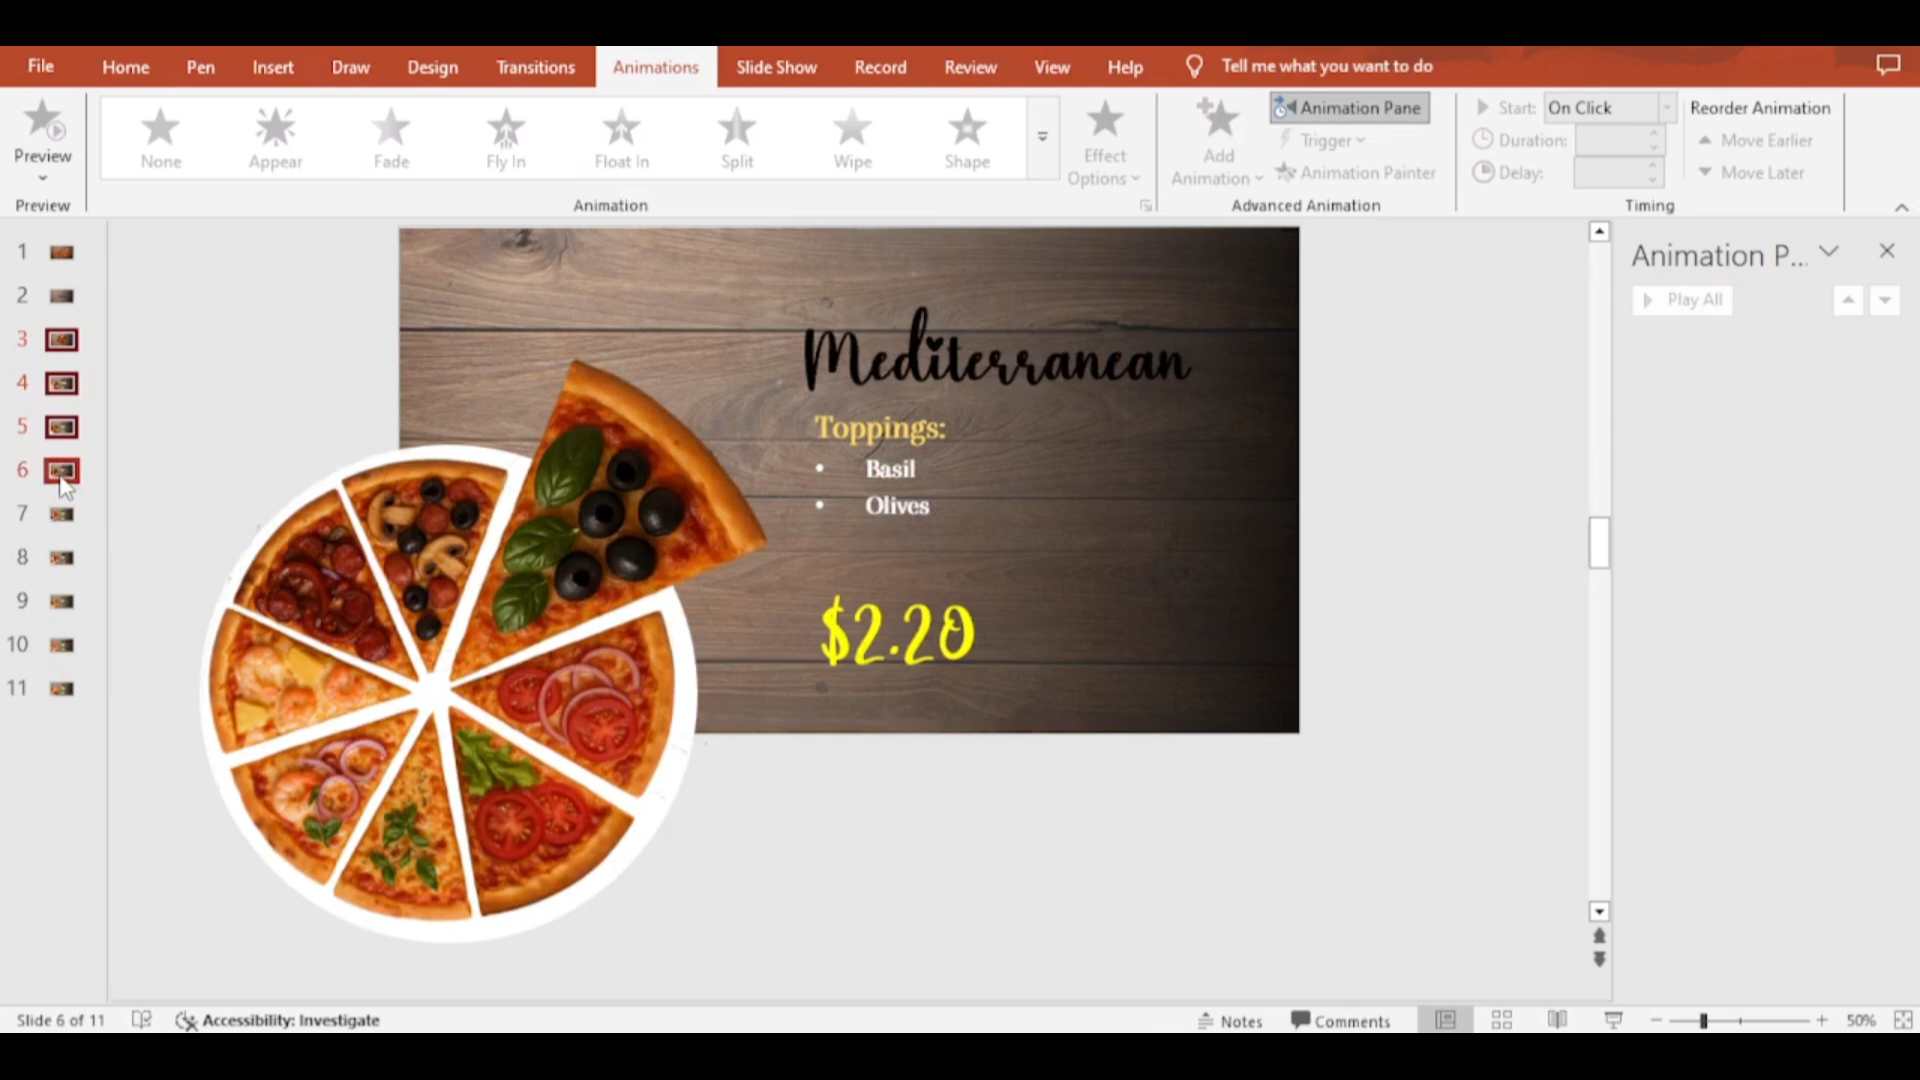 File Home Pen Insert Draw Design Transitions Animations Slide Show Record Review View Help Tell me what you want to do
Preview
None Appear Fade Fly In Float In Split Wipe Shape
Effect Options
Add Animation
Animation Pane
Trigger
Animation Painter
Start: On Click
Duration:
Delay:
Reorder Animation
Move Earlier
Move Later
Preview Animation Advanced Animation Timing
1
2
3
4
5
6
7
8
9
10
11
Mediterranean
Toppings:
• Basil
• Olives
$2.20
Animation P...
Play All
Slide 6 of 11 Accessibility: Investigate Notes Comments 50%